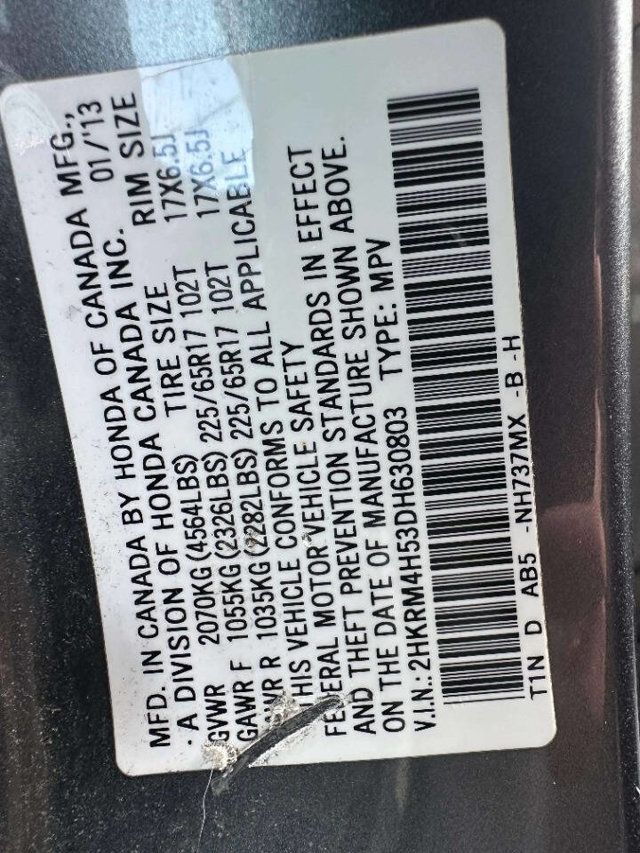 MFD. IN CANADA BY HONDA OF CANADA MFG.,
· A DIVISION OF HONDA CANADA INC. 01/'13
GVWR 2070KG (4564LBS) TIRE SIZE RIM SIZE
GAWR F 1055KG (2326LBS) 225/65R17 102T 17X6.5J
GAWR R 1035KG (2282LBS) 225/65R17 102T 17X6.5J
THIS VEHICLE CONFORMS TO ALL APPLICABLE
FEDERAL MOTOR VEHICLE SAFETY
AND THEFT PREVENTION STANDARDS IN EFFECT
ON THE DATE OF MANUFACTURE SHOWN ABOVE.
V.I.N.: 2HKRM4H53DH630803 TYPE: MPV
T1N D AB5 -NH737MX -B -H